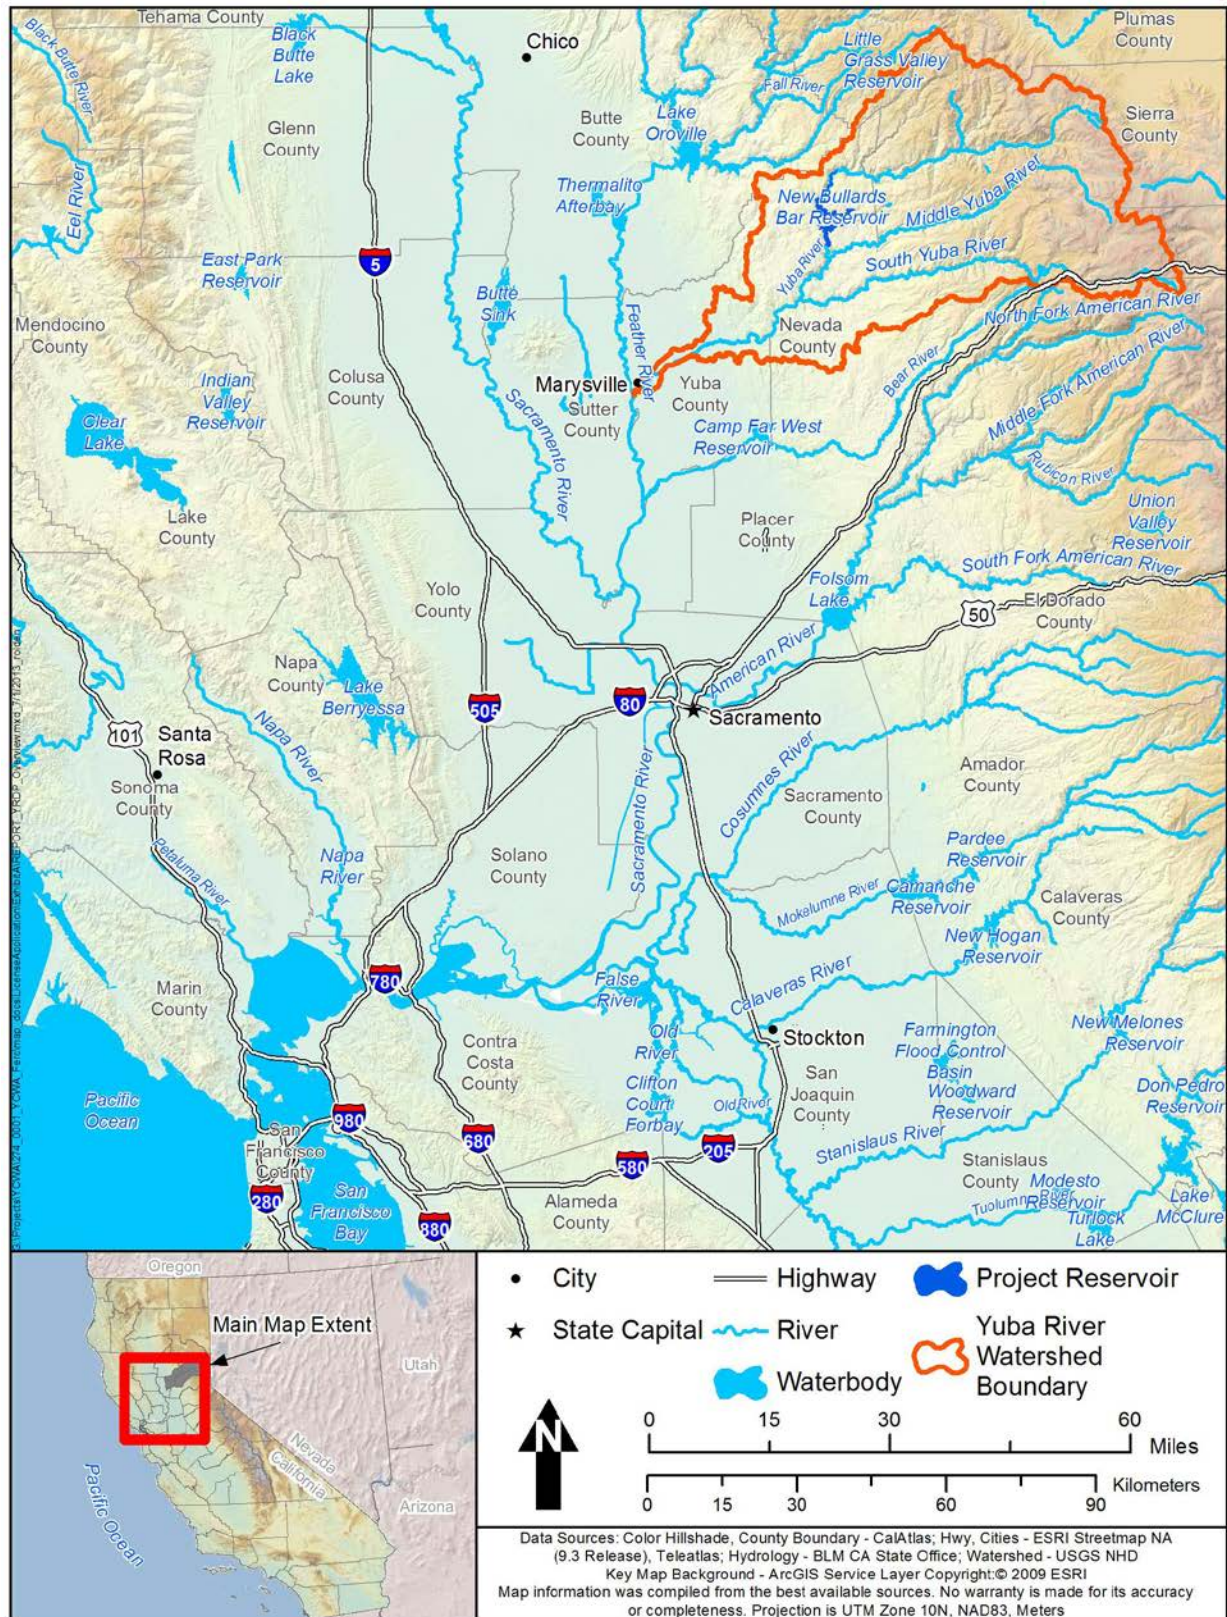 Tehama County
Plumas
County
Black Butte River
Black
Butte
Lake
Chico
Little
Grass Valley
Reservoir
Fall River
Glenn
County
Butte
County
Lake
Oroville
Sierra
County
Eel River
Thermalito
Afterbay
New Bullards
Bar Reservoir
Middle Yuba River
East Park
Reservoir
5
Yuba River
South Yuba River
Butte
Sink
Mendocino
County
Feather River
Nevada
County
North Fork American River
Indian
Valley
Reservoir
Colusa
County
Marysville
Sutter
County
Yuba
County
Bear River
Middle Fork American River
Clear
Lake
Sacramento River
Camp Far West
Reservoir
Rubicon River
Lake
County
Placer
County
Union
Valley
Reservoir
Yolo
County
Folsom
Lake
South Fork American River
50
El Dorado
County
Napa
County
Lake
Berryessa
American River
101
Santa
Rosa
Napa River
505
80
Sacramento
Sonoma
County
Sacramento River
Cosumnes River
Amador
County
Sacramento
County
Petaluma River
Napa
River
Solano
County
Pardee
Reservoir
Mokelumne River
Camanche
Reservoir
Calaveras
County
New Hogan
Reservoir
Marin
County
780
False
River
Calaveras River
Contra
Costa
County
Old
River
Stockton
Farmington
Flood Control
Basin
New Melones
Reservoir
Pacific
Ocean
Clifton
Court
Forbay
Old River
San
Joaquin
County
Woodward
Reservoir
Don Pedro
Reservoir
980
680
205
Stanislaus River
San
Francisco
County
580
Stanislaus
County
Modesto
Reservoir
280
San
Francisco
Bay
880
Alameda
County
Tuolumne River
Turlock
Lake
Lake
McClure
Oregon
Main Map Extent
Utah
Nevada
California
Arizona
Pacific Ocean
City
Highway
Project Reservoir
State Capital
River
Yuba River
Watershed
Boundary
Waterbody
N
0 15 30 60
Miles
Kilometers
0 15 30 60 90
Data Sources: Color Hillshade, County Boundary - CalAtlas; Hwy, Cities - ESRI Streetmap NA
(9.3 Release), Teleatlas; Hydrology - BLM CA State Office; Watershed - USGS NHD
Key Map Background - ArcGIS Service Layer Copyright:© 2009 ESRI
Map information was compiled from the best available sources. No warranty is made for its accuracy
or completeness. Projection is UTM Zone 10N, NAD83, Meters